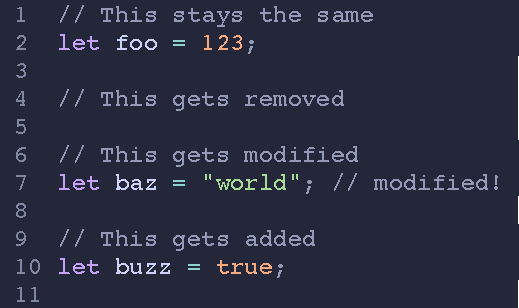 1 // This stays the same
2 let foo = 123;
3
4 // This gets removed
5
6 // This gets modified
7 let baz = "world"; // modified!
8
9 // This gets added
10 let buzz = true;
11